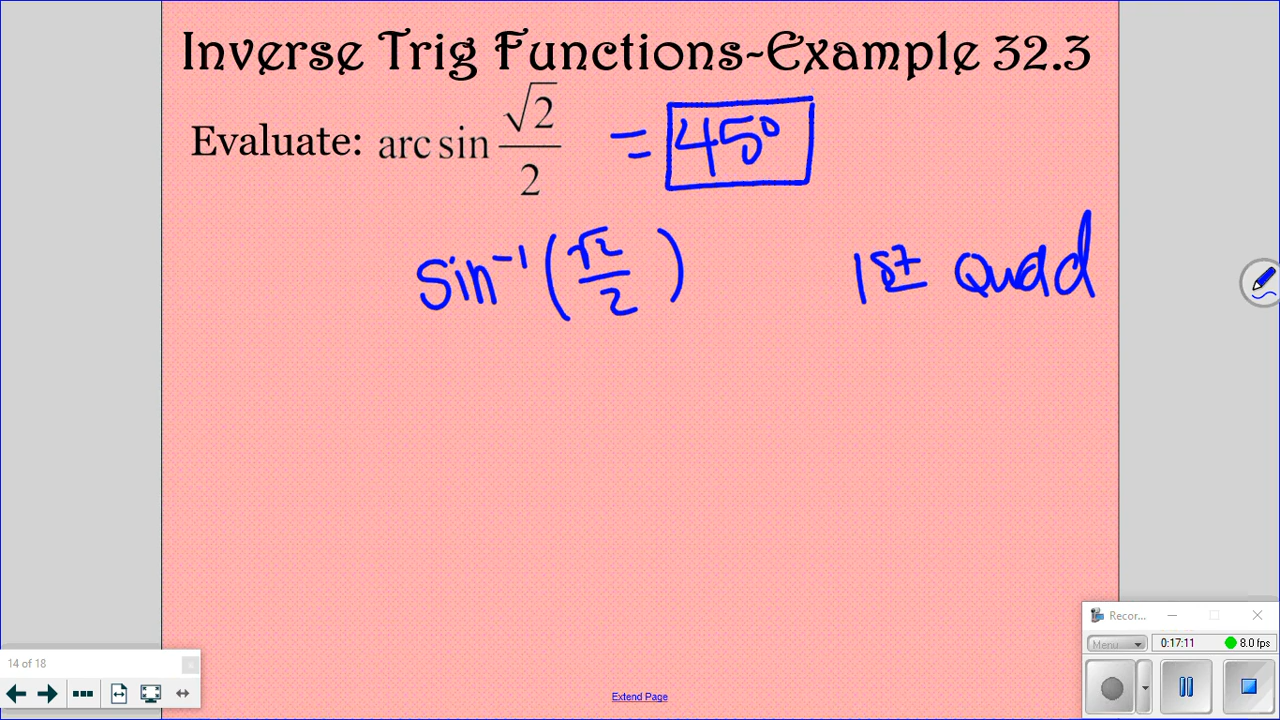 Inverse Trig Functions-Example 32.3
Evaluate: arc sin √2/2 = 45°
Sin⁻¹(√2/2) 1st Quad
Recor...
Menu 0:17:11 8.0 fps
14 of 18
Extend Page